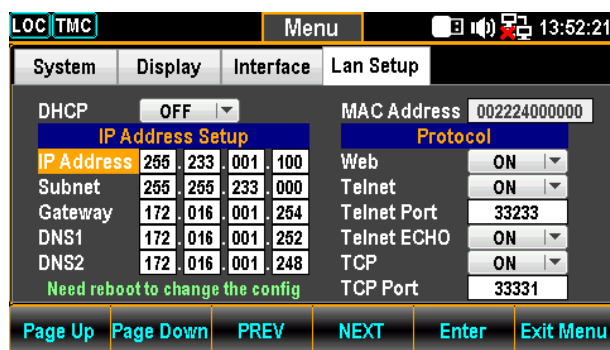 LOC TMC Menu 13:52:21
System Display Interface Lan Setup
DHCP OFF MAC Address 002224000000
IP Address Setup Protocol
IP Address 255 . 233 . 001 . 100 Web ON
Subnet 255 . 255 . 233 . 000 Telnet ON
Gateway 172 . 016 . 001 . 254 Telnet Port 33233
DNS1 172 . 016 . 001 . 252 Telnet ECHO ON
DNS2 172 . 016 . 001 . 248 TCP ON
Need reboot to change the config TCP Port 33331
Page Up Page Down PREV NEXT Enter Exit Menu